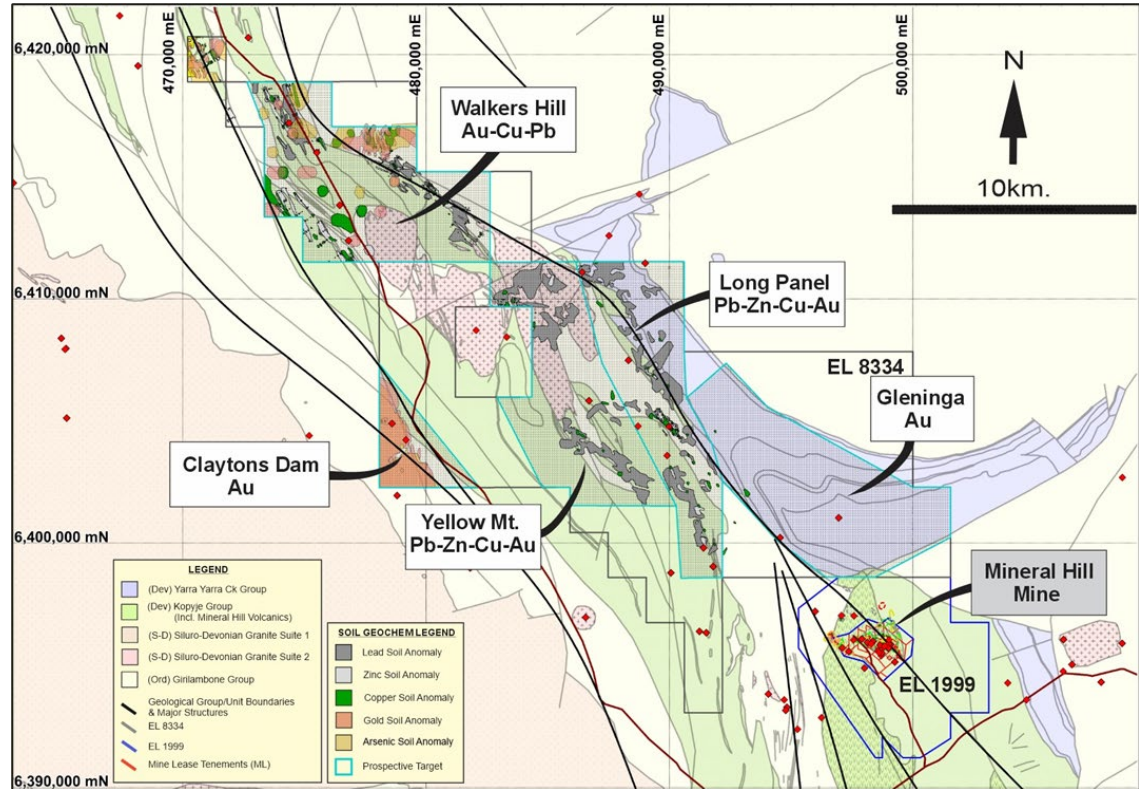 470,000 mE
480,000 mE
490,000 mE
500,000 mE
6,420,000 mN
6,410,000 mN
6,400,000 mN
6,390,000 mN
N
10km.
Walkers Hill
Au-Cu-Pb
Long Panel
Pb-Zn-Cu-Au
EL 8334
Gleninga
Au
Claytons Dam
Au
Yellow Mt.
Pb-Zn-Cu-Au
Mineral Hill
Mine
EL 1999
LEGEND
(Dev) Yarra Yarra Ck Group
(Dev) Kopyje Group
(Incl. Mineral Hill Volcanics)
(S-D) Siluro-Devonian Granite Suite 1
(S-D) Siluro-Devonian Granite Suite 2
(Ord) Girilambone Group
Geological Group/Unit Boundaries
& Major Structures
EL 8334
EL 1999
Mine Lease Tenements (ML)
SOIL GEOCHEM LEGEND
Lead Soil Anomaly
Zinc Soil Anomaly
Copper Soil Anomaly
Gold Soil Anomaly
Arsenic Soil Anomaly
Prospective Target